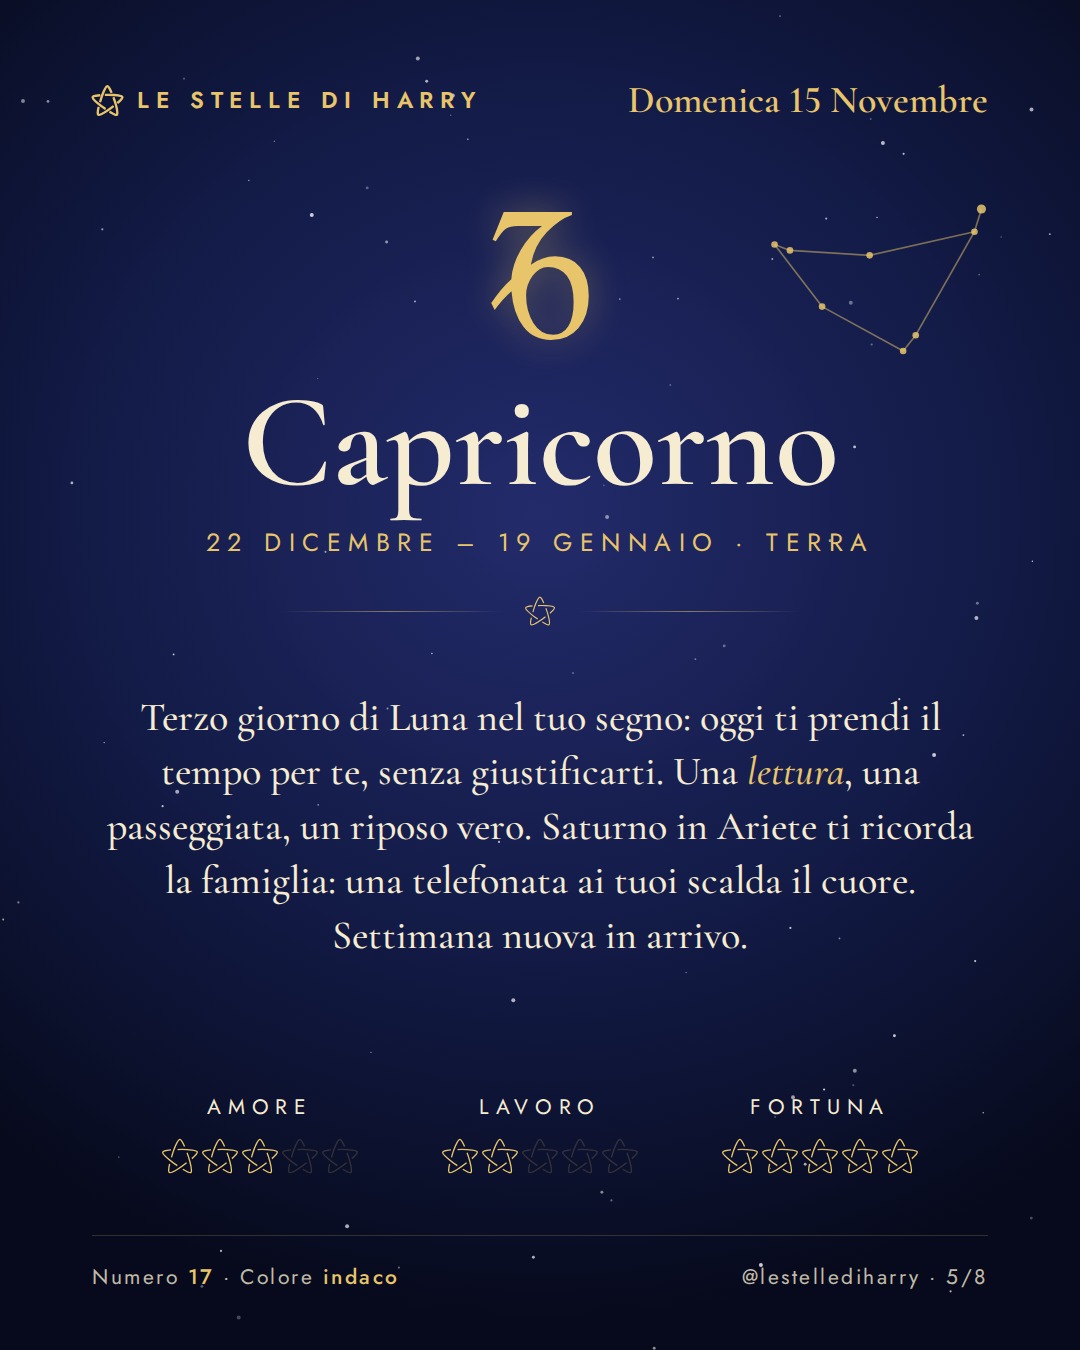 LE STELLE DI HARRY
Domenica 15 Novembre
Capricorno
22 DICEMBRE – 19 GENNAIO · TERRA
Terzo giorno di Luna nel tuo segno: oggi ti prendi il
tempo per te, senza giustificarti. Una lettura, una
passeggiata, un riposo vero. Saturno in Ariete ti ricorda
la famiglia: una telefonata ai tuoi scalda il cuore.
Settimana nuova in arrivo.
AMORE
LAVORO
FORTUNA
Numero 17 · Colore indaco
@lestellediharry · 5/8